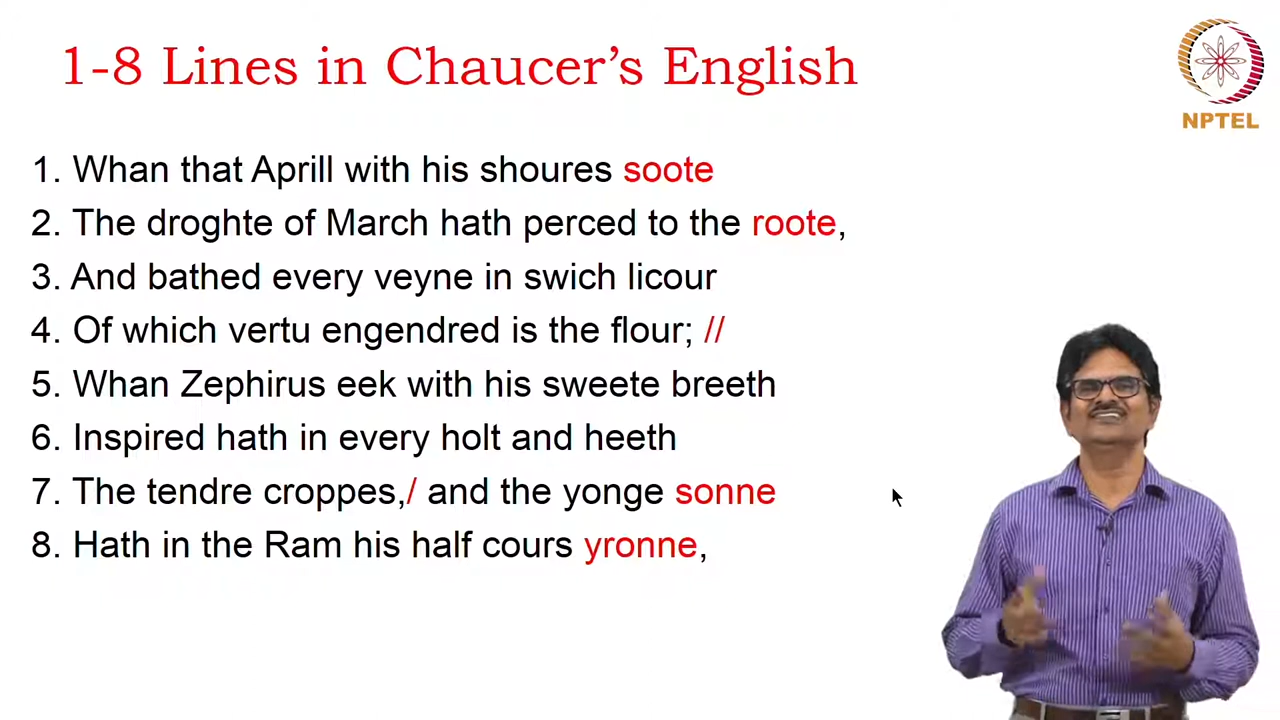 1-8 Lines in Chaucer's English
NPTEL
1. Whan that Aprill with his shoures soote
2. The droghte of March hath perced to the roote,
3. And bathed every veyne in swich licour
4. Of which vertu engendred is the flour; //
5. Whan Zephirus eek with his sweete breeth
6. Inspired hath in every holt and heeth
7. The tendre croppes,/ and the yonge sonne
8. Hath in the Ram his half cours yronne,